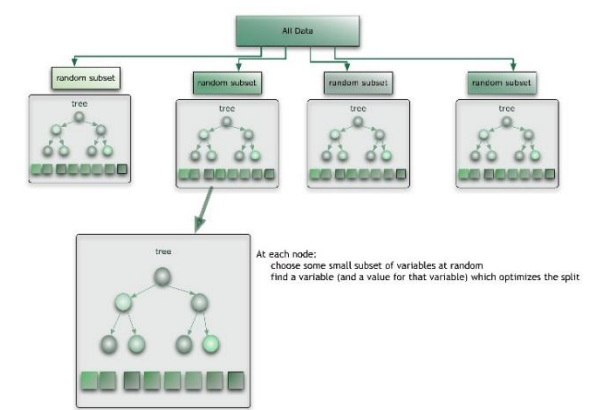 All Data
random subset
random subset
random subset
random subset
tree
tree
tree
tree
tree
At each node:
choose some small subset of variables at random
find a variable (and a value for that variable) which optimizes the split